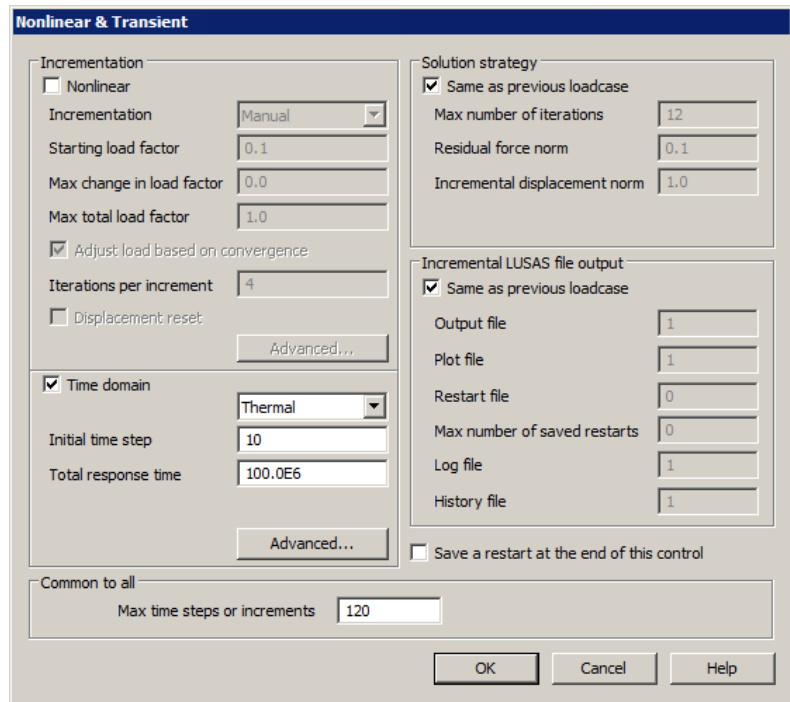 Nonlinear & Transient
Incrementation
Nonlinear
Incrementation Manual
Starting load factor 0.1
Max change in load factor 0.0
Max total load factor 1.0
Adjust load based on convergence
Iterations per increment 4
Displacement reset
Advanced...
Time domain
Thermal
Initial time step 10
Total response time 100.0E6
Advanced...
Solution strategy
Same as previous loadcase
Max number of iterations 12
Residual force norm 0.1
Incremental displacement norm 1.0
Incremental LUSAS file output
Same as previous loadcase
Output file 1
Plot file 1
Restart file 0
Max number of saved restarts 0
Log file 1
History file 1
Save a restart at the end of this control
Common to all
Max time steps or increments 120
OK Cancel Help